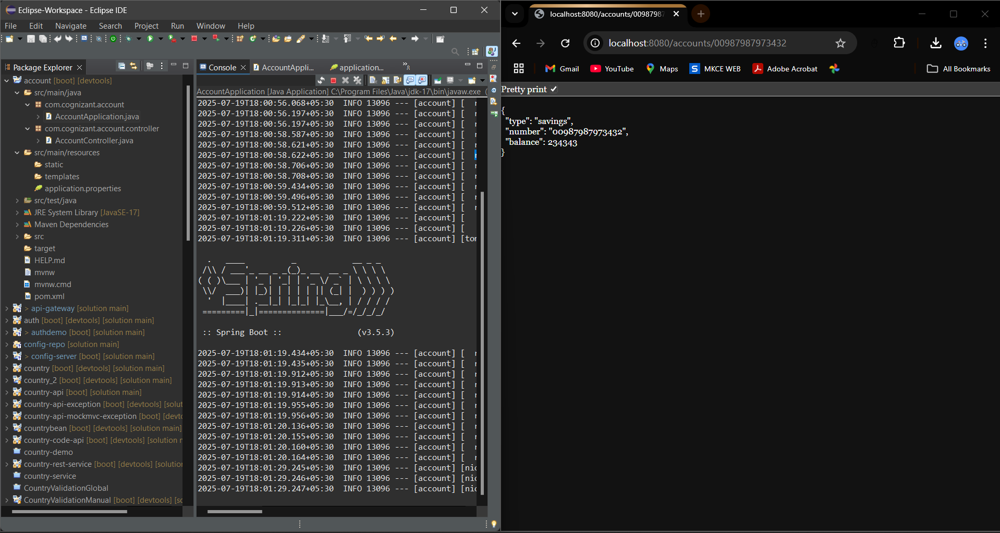 Eclipse-Workspace - Eclipse IDE
File Edit Navigate Search Project Run Window Help
Package Explorer
account [boot] [devtools]
src/main/java
com.cognizant.account
AccountApplication.java
com.cognizant.account.controller
AccountController.java
src/main/resources
static
templates
application.properties
src/test/java
JRE System Library [JavaSE-17]
Maven Dependencies
src
target
HELP.md
mvnw
mvnw.cmd
pom.xml
> api-gateway [solution main]
auth [boot] [devtools] [solution main]
> authdemo [boot] [solution main]
config-repo [solution main]
> config-server [boot] [solution main]
country [boot] [devtools] [solution main]
country_2 [boot] [devtools] [solution main]
country-api [boot] [solution main]
country-api-exception [boot] [devtools] [solut
country-api-mockmvc-exception [boot] [devtc
countrybean [boot] [devtools] [solution main]
country-code-api [boot] [devtools] [solution r
country-demo
country-rest-service [boot] [devtools] [solution
country-service
CountryValidationGlobal
CountryValidationManual [boot] [devtools] [sc
Console AccountAppli... application... »8
AccountApplication [Java Application] C:\Program Files\Java\jdk-17\bin\javaw.exe (
2025-07-19T18:00:56.068+05:30 INFO 13096 --- [account] [ r
2025-07-19T18:00:56.197+05:30 INFO 13096 --- [account] [ r
2025-07-19T18:00:56.197+05:30 INFO 13096 --- [account] [ r
2025-07-19T18:00:58.587+05:30 INFO 13096 --- [account] [ r
2025-07-19T18:00:58.621+05:30 INFO 13096 --- [account] [ r
2025-07-19T18:00:58.622+05:30 INFO 13096 --- [account] [ r
2025-07-19T18:00:58.706+05:30 INFO 13096 --- [account] [ r
2025-07-19T18:00:58.708+05:30 INFO 13096 --- [account] [ r
2025-07-19T18:00:59.434+05:30 INFO 13096 --- [account] [ r
2025-07-19T18:00:59.496+05:30 INFO 13096 --- [account] [ r
2025-07-19T18:00:59.512+05:30 INFO 13096 --- [account] [ r
2025-07-19T18:01:19.222+05:30 INFO 13096 --- [account] [
2025-07-19T18:01:19.226+05:30 INFO 13096 --- [account] [
2025-07-19T18:01:19.311+05:30 INFO 13096 --- [account] [tom
Spring
:: Spring Boot :: (v3.5.3)
2025-07-19T18:01:19.434+05:30 INFO 13096 --- [account] [ r
2025-07-19T18:01:19.435+05:30 INFO 13096 --- [account] [ r
2025-07-19T18:01:19.912+05:30 INFO 13096 --- [account] [ r
2025-07-19T18:01:19.913+05:30 INFO 13096 --- [account] [ r
2025-07-19T18:01:19.914+05:30 INFO 13096 --- [account] [ r
2025-07-19T18:01:19.955+05:30 INFO 13096 --- [account] [ r
2025-07-19T18:01:19.956+05:30 INFO 13096 --- [account] [ r
2025-07-19T18:01:20.136+05:30 INFO 13096 --- [account] [ r
2025-07-19T18:01:20.155+05:30 INFO 13096 --- [account] [ r
2025-07-19T18:01:20.160+05:30 INFO 13096 --- [account] [ r
2025-07-19T18:01:20.164+05:30 INFO 13096 --- [account] [ r
2025-07-19T18:01:29.245+05:30 INFO 13096 --- [account] [nio
2025-07-19T18:01:29.246+05:30 INFO 13096 --- [account] [nio
2025-07-19T18:01:29.247+05:30 INFO 13096 --- [account] [nio
localhost:8080/accounts/0098798
localhost:8080/accounts/00987987973432
Gmail YouTube Maps MKCE WEB Adobe Acrobat All Bookmarks
Pretty print
{
"type": "savings",
"number": "00987987973432",
"balance": 234343
}